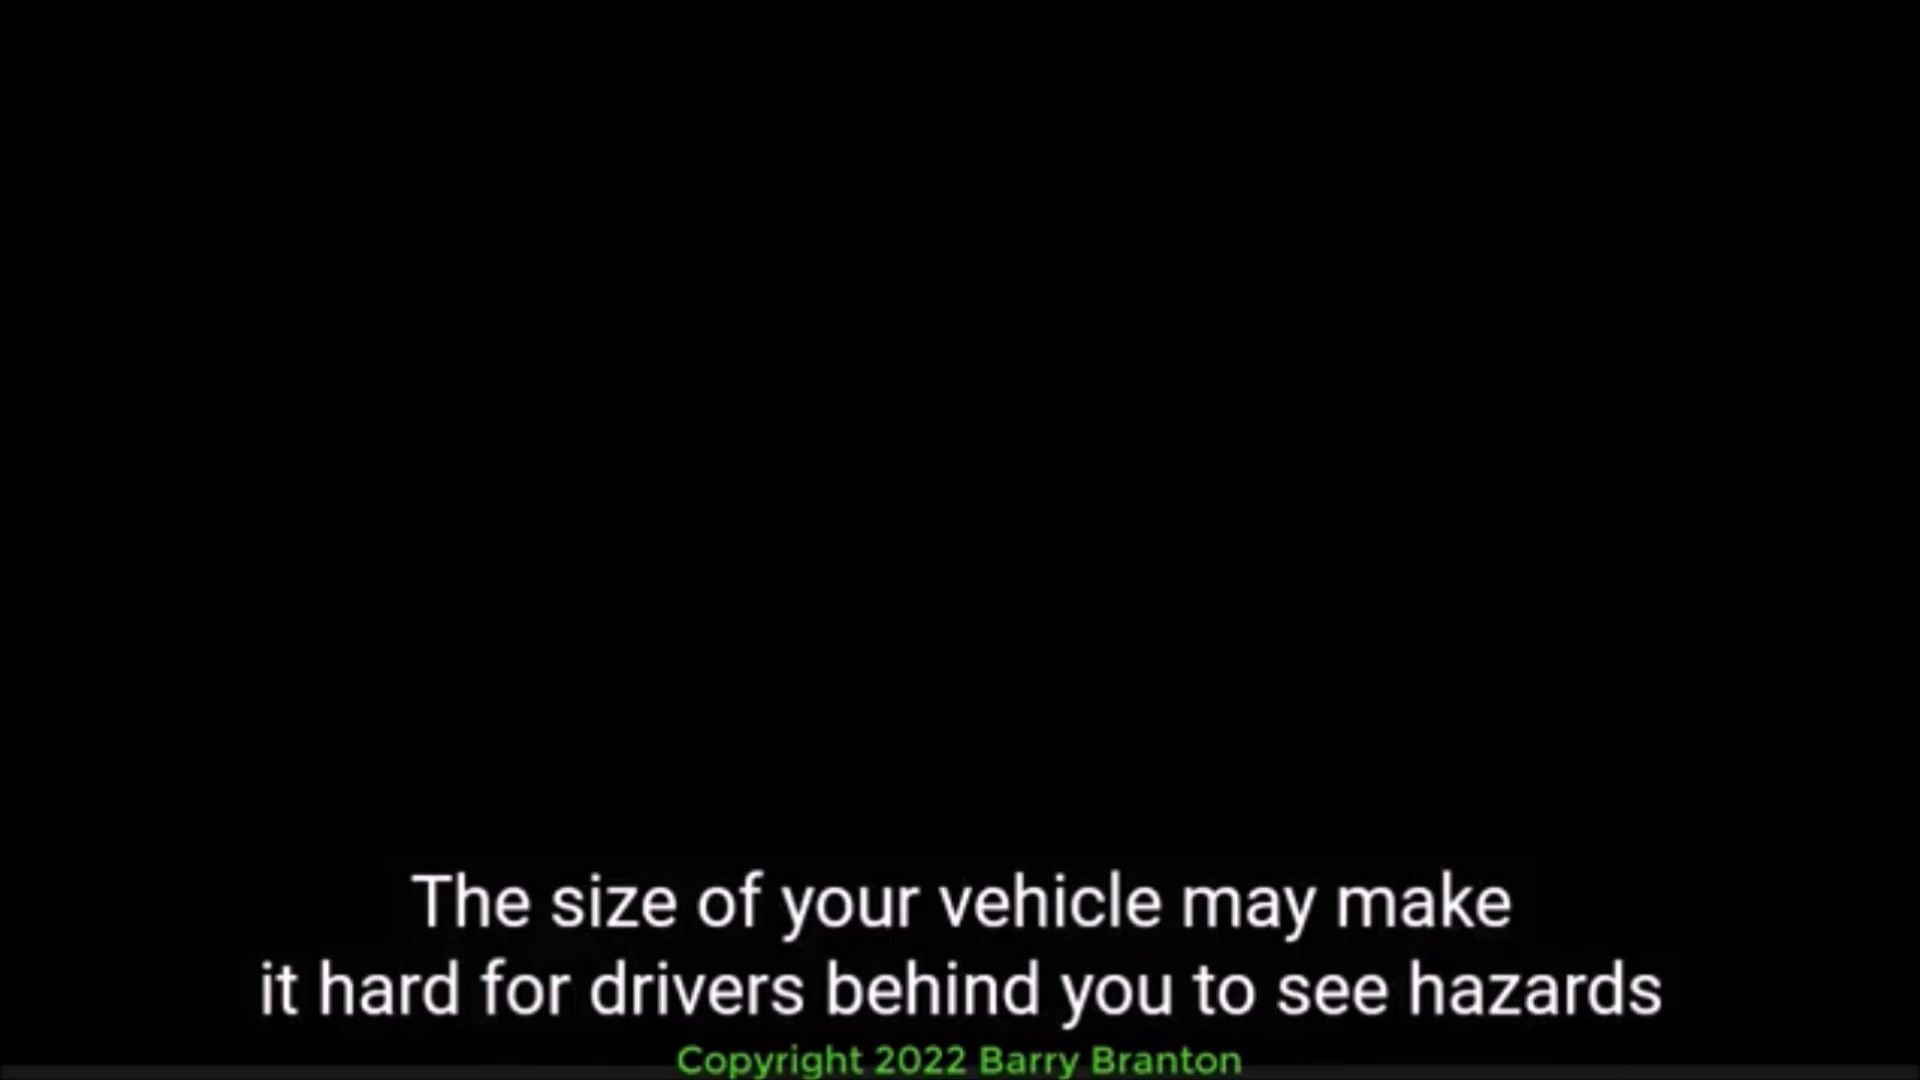 The size of your vehicle may make
it hard for drivers behind you to see hazards
Copyright 2022 Barry Branton